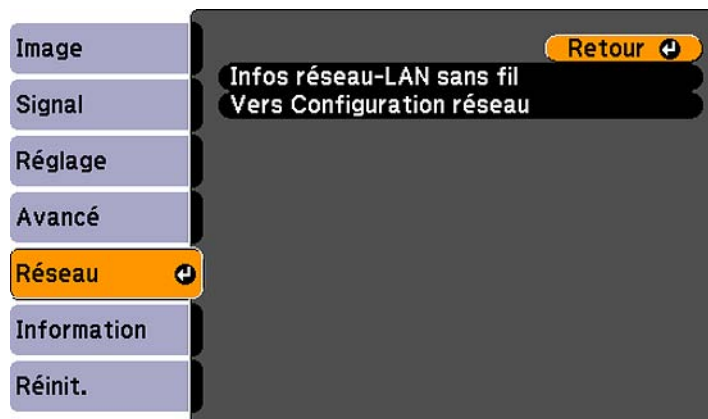 Image
Signal
Réglage
Avancé
Réseau
Information
Réinit.
Retour
Infos réseau-LAN sans fil
Vers Configuration réseau